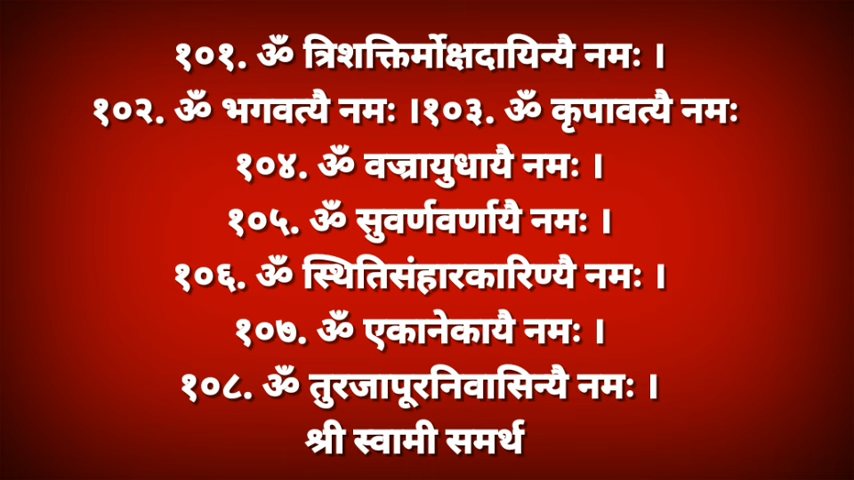 १०१. ॐ त्रिशक्तिर्मोक्षदायिन्यै नमः ।
१०२. ॐ भगवत्यै नमः ।१०३. ॐ कृपावत्यै नमः
१०४. ॐ वज्रायुधायै नमः ।
१०५. ॐ सुवर्णवर्णायै नमः ।
१०६. ॐ स्थितिसंहारकारिण्यै नमः ।
१०७. ॐ एकानेकायै नमः ।
१०८. ॐ तुरजापूरनिवासिन्यै नमः ।
श्री स्वामी समर्थ